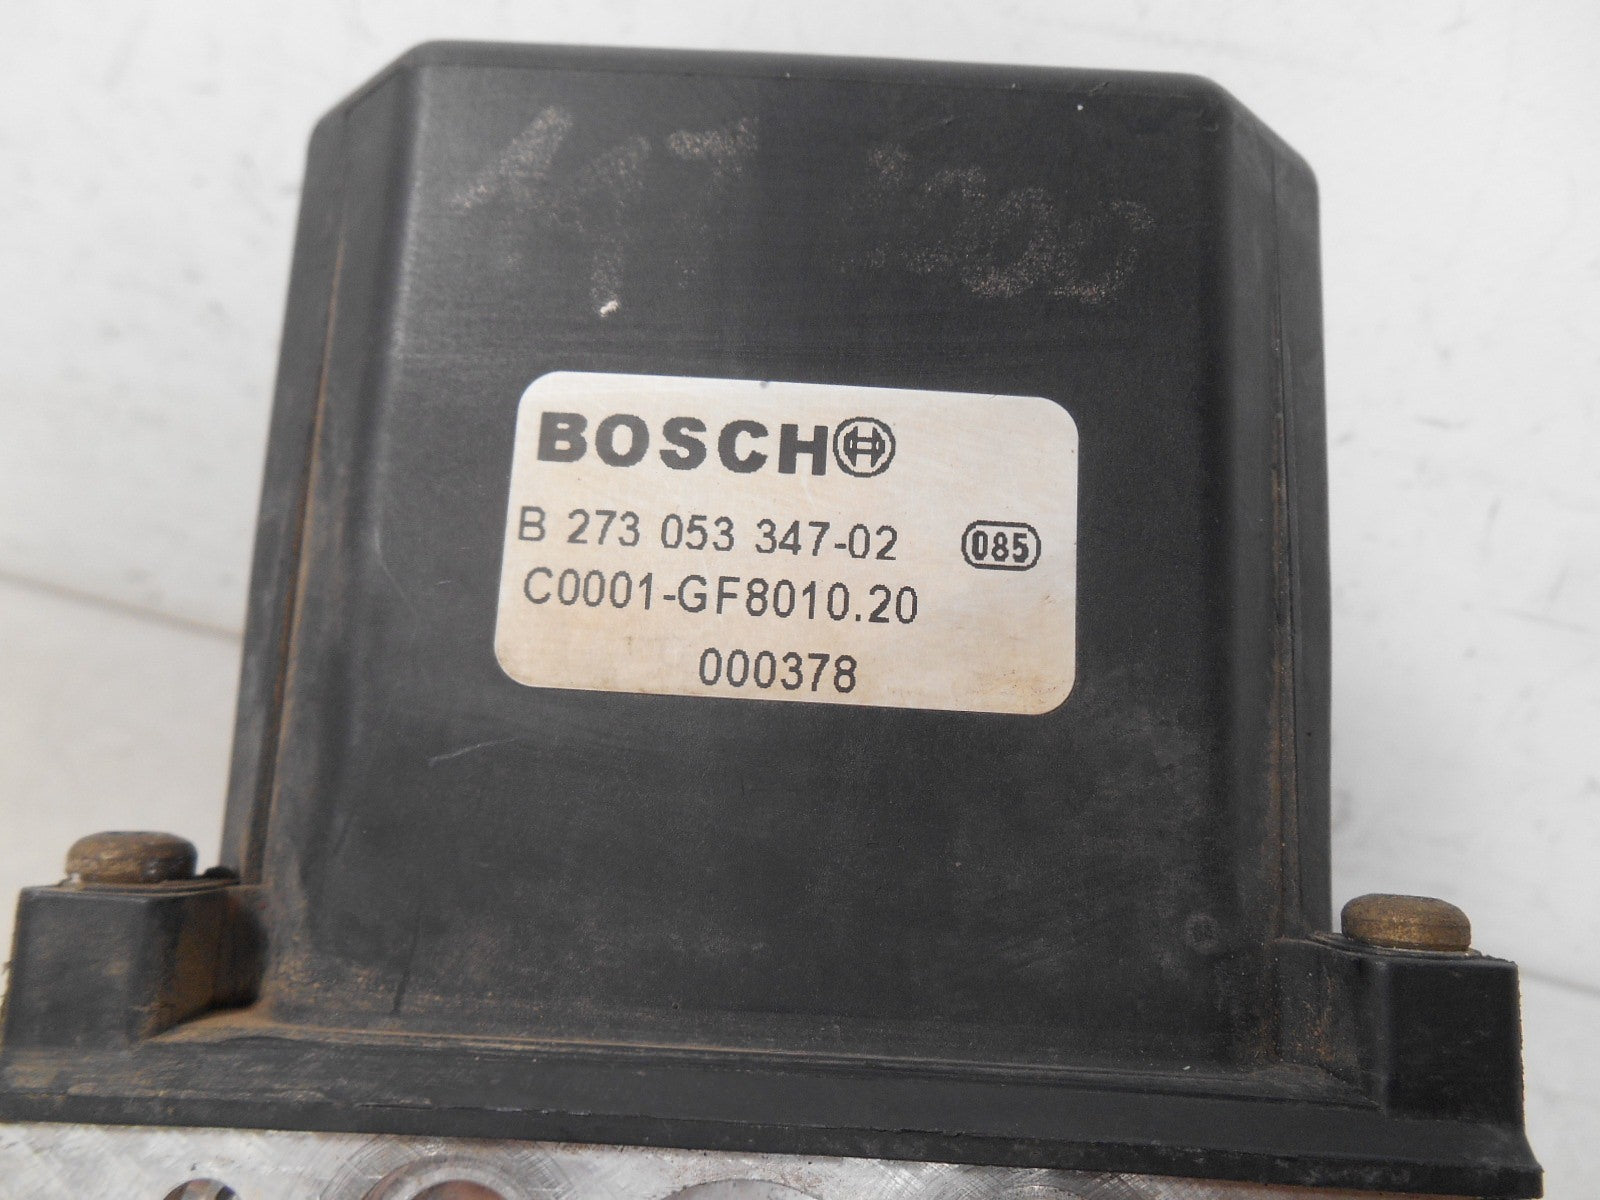 BOSCH
B 273 053 347-02 085
C0001-GF8010.20
000378